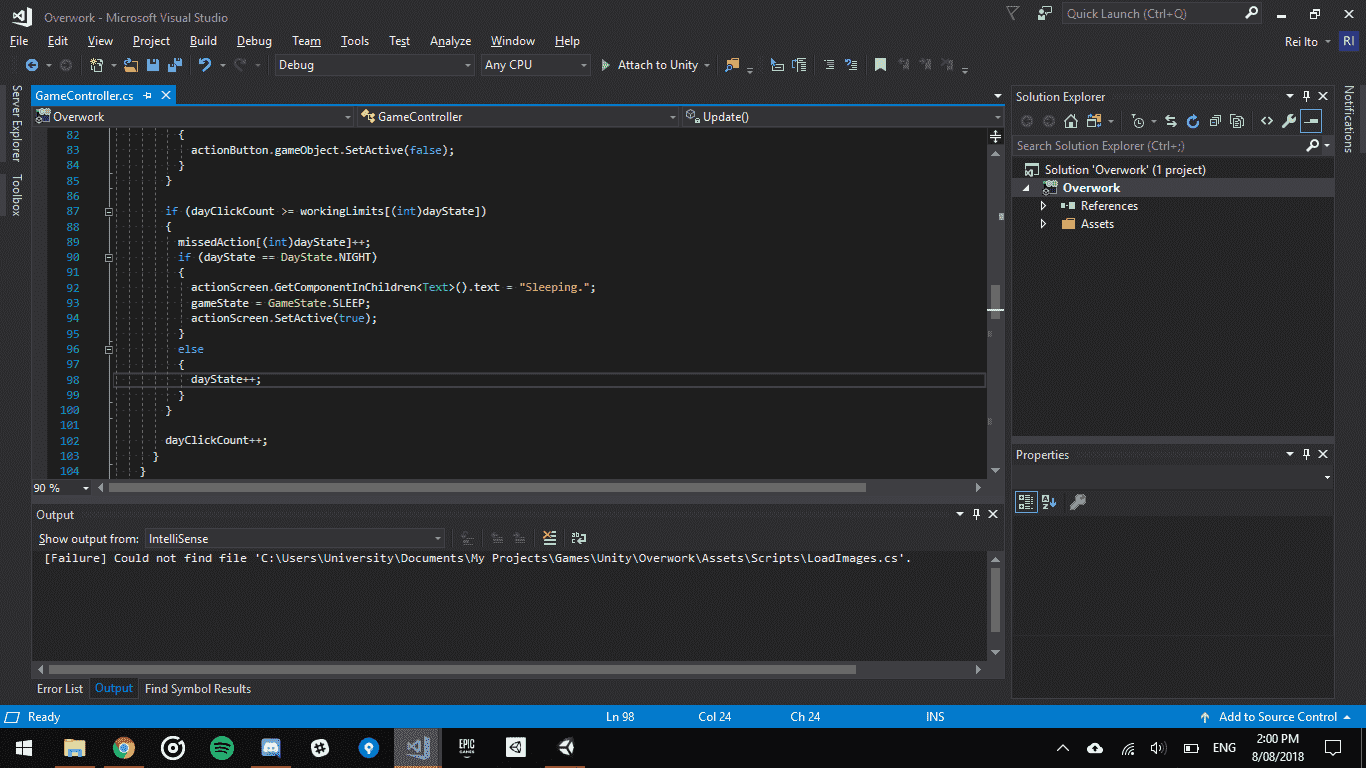 Overwork - Microsoft Visual Studio
Quick Launch (Ctrl+Q)
File Edit View Project Build Debug Team Tools Test Analyze Window Help
Rei Ito RI
Debug Any CPU Attach to Unity
Server Explorer
Toolbox
GameController.cs
Overwork GameController Update()
82 {
83 actionButton.gameObject.SetActive(false);
84 }
85 }
86
87 if (dayClickCount >= workingLimits[(int)dayState])
88 {
89 missedAction[(int)dayState]++;
90 if (dayState == DayState.NIGHT)
91 {
92 actionScreen.GetComponentInChildren<Text>().text = "Sleeping.";
93 gameState = GameState.SLEEP;
94 actionScreen.SetActive(true);
95 }
96 else
97 {
98 dayState++;
99 }
100 }
101
102 dayClickCount++;
103 }
104 }
90 %
Output
Show output from: IntelliSense
[Failure] Could not find file 'C:\Users\University\Documents\My Projects\Games\Unity\Overwork\Assets\Scripts\LoadImages.cs'.
Error List Output Find Symbol Results
Solution Explorer
Search Solution Explorer (Ctrl+;)
Solution 'Overwork' (1 project)
Overwork
References
Assets
Properties
Notifications
Ready Ln 98 Col 24 Ch 24 INS Add to Source Control
EPIC GAMES
ENG
2:00 PM
8/08/2018